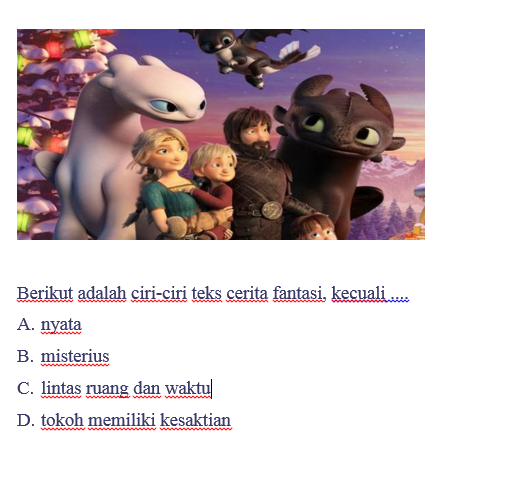 Berikut adalah ciri-ciri teks cerita fantasi, kecuali ....
A. nyata
B. misterius
C. lintas ruang dan waktu
D. tokoh memiliki kesaktian